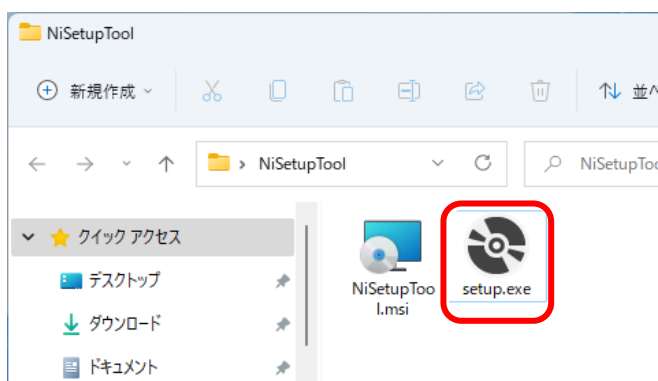 NiSetupTool
新規作成
並べ
NiSetupTool
NiSetupToo
クイック アクセス
デスクトップ
ダウンロード
ドキュメント
NiSetupToo
l.msi
setup.exe